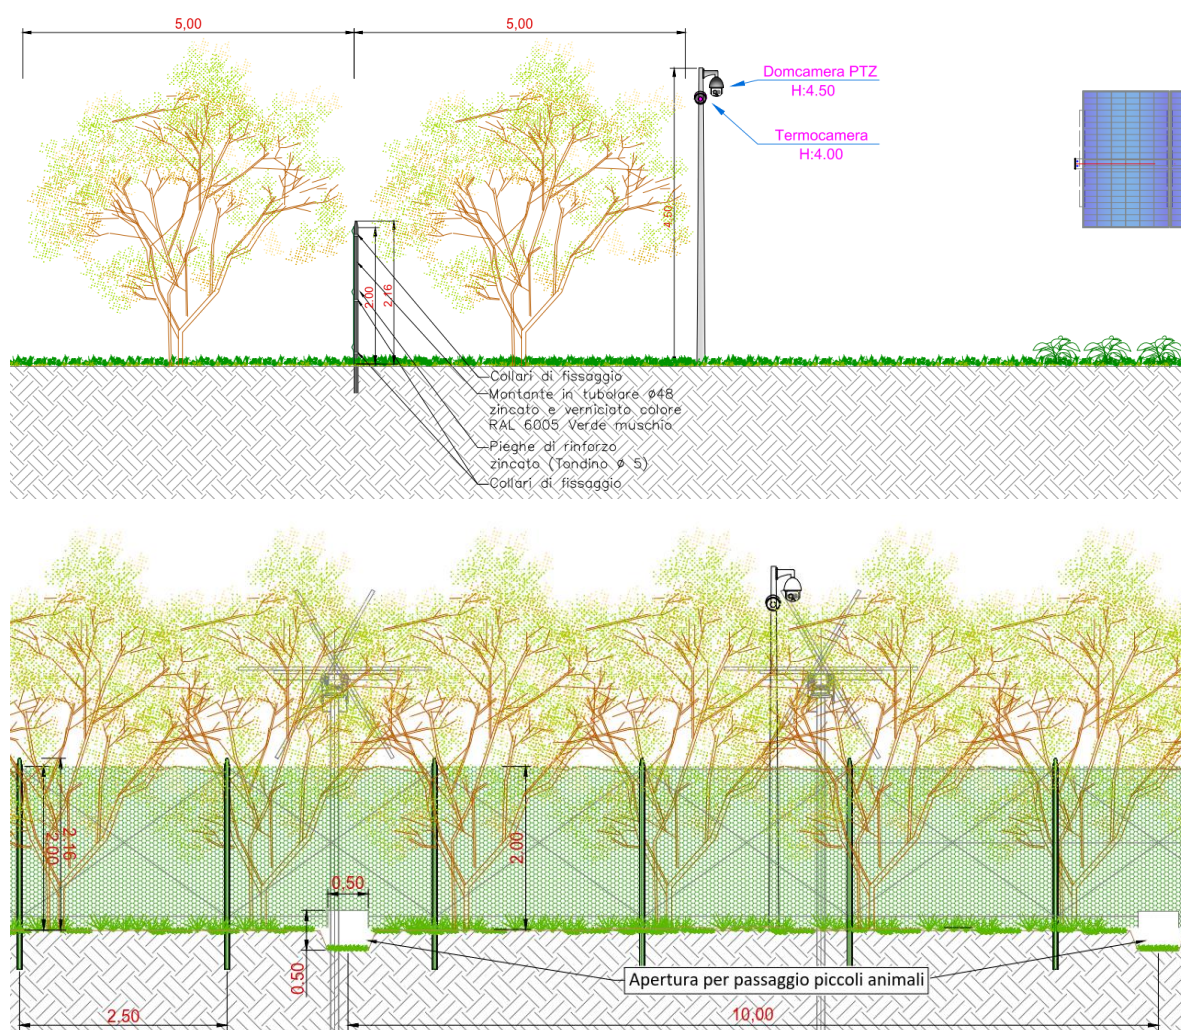 5,00
5,00
Domcamera PTZ
H:4.50
Termocamera
H:4.00
4.50
2.00
2.16
Collari di fissaggio
Montante in tubolare ø48
zincato e verniciato colore
RAL 6005 Verde muschio
Pieghe di rinforzo
zincato (Tondino ø 5)
Collari di fissaggio
2.00
2.16
2.00
0,50
0.50
Apertura per passaggio piccoli animali
2.50
10,00